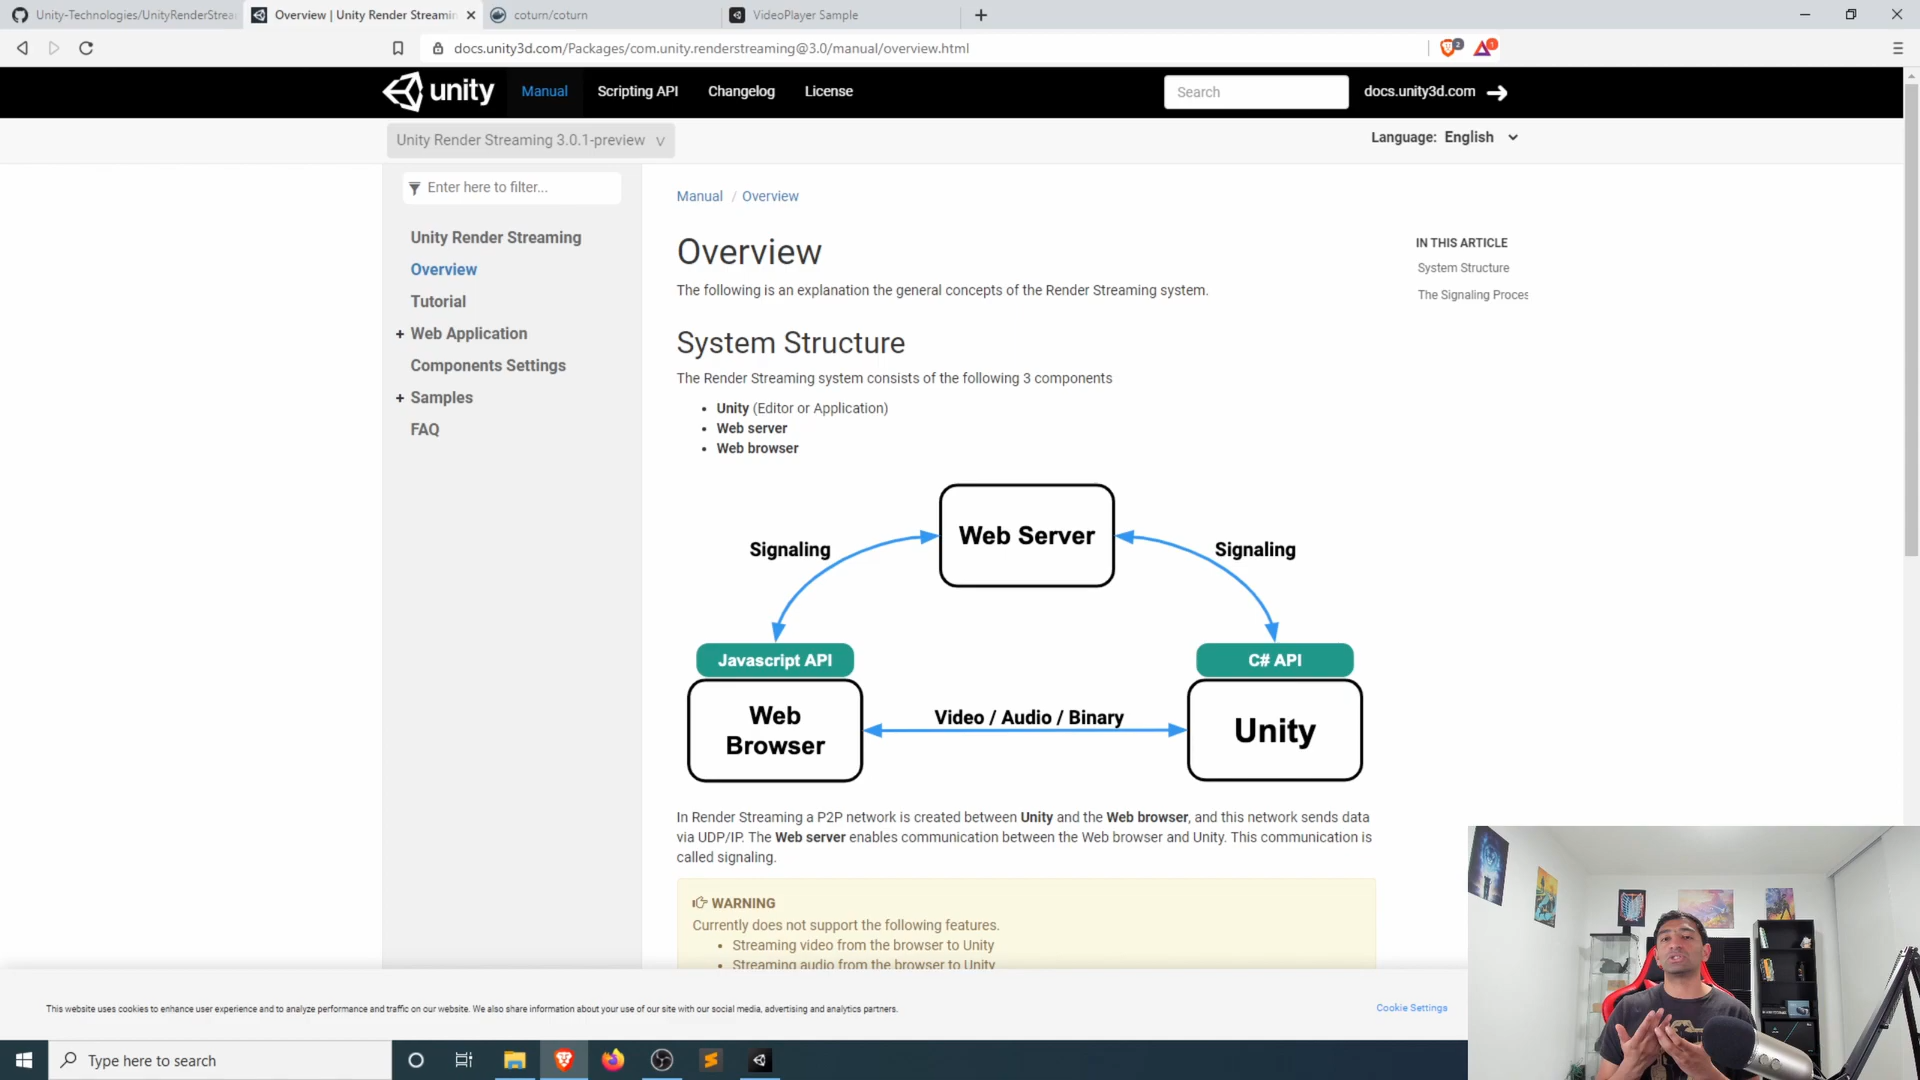 Unity-Technologies/UnityRenderStrea
Overview | Unity Render Streamin
coturn/coturn
VideoPlayer Sample
docs.unity3d.com/Packages/com.unity.renderstreaming@3.0/manual/overview.html
2
1
unity
Manual
Scripting API
Changelog
License
Search
docs.unity3d.com
Unity Render Streaming 3.0.1-preview
Language: English
Enter here to filter...
Unity Render Streaming
Overview
Tutorial
+ Web Application
Components Settings
+ Samples
FAQ
Manual / Overview
Overview
The following is an explanation the general concepts of the Render Streaming system.
System Structure
The Render Streaming system consists of the following 3 components
Unity (Editor or Application)
Web server
Web browser
IN THIS ARTICLE
System Structure
The Signaling Proces
Web Server
Signaling
Signaling
Javascript API
C# API
Web
Browser
Video / Audio / Binary
Unity
In Render Streaming a P2P network is created between Unity and the Web browser, and this network sends data
via UDP/IP. The Web server enables communication between the Web browser and Unity. This communication is
called signaling.
WARNING
Currently does not support the following features.
Streaming video from the browser to Unity
Streaming audio from the browser to Unity
This website uses cookies to enhance user experience and to analyze performance and traffic on our website. We also share information about your use of our site with our social media, advertising and analytics partners.
Cookie Settings
Type here to search